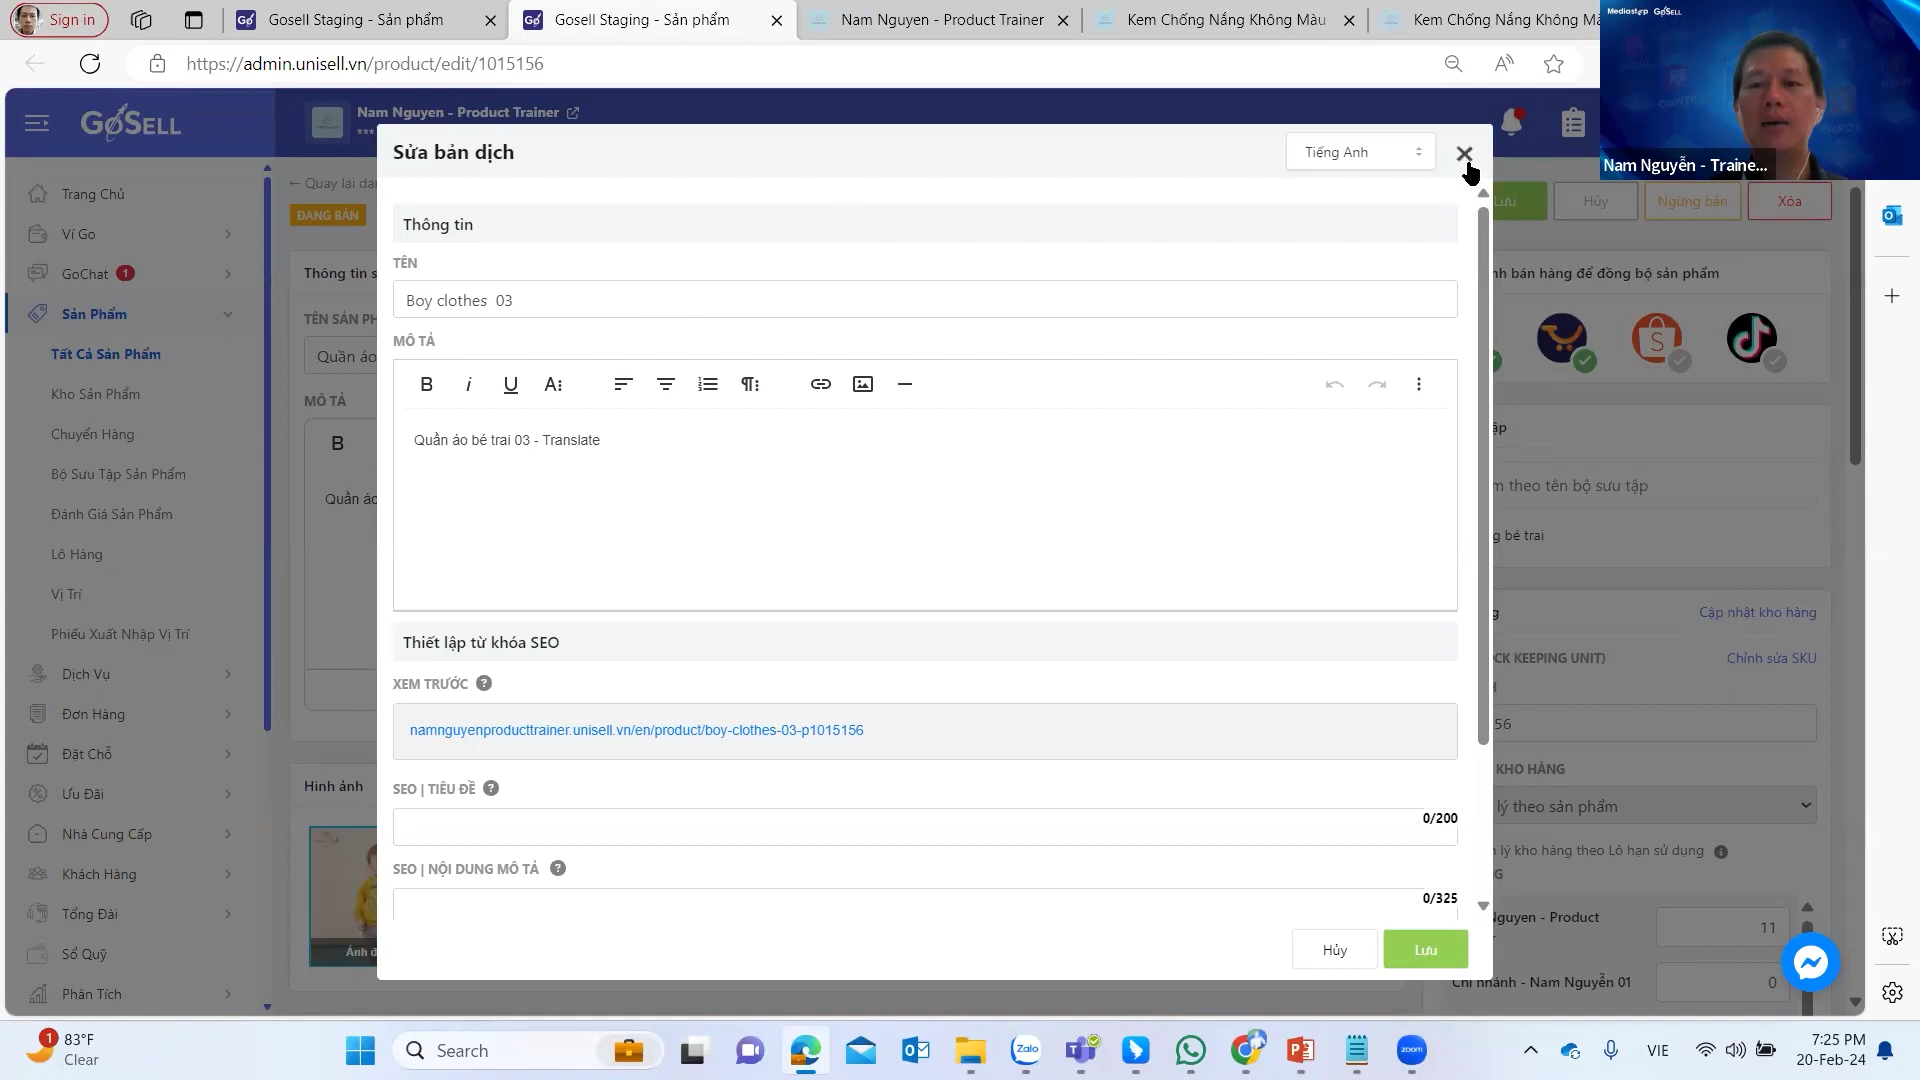 Sign in
Gosell Staging - Sản phẩm
Gosell Staging - Sản phẩm
Nam Nguyen - Product Trainer
Kem Chống Nắng Không Màu
Kem Chống Nắng Không Mà
https://admin.unisell.vn/product/edit/1015156
Mediastep GoSELL
Nam Nguyễn - Traine...
GoSELL
Nam Nguyen - Product Trainer
***
Trang Chủ
Ví Go
GoChat 1
Sản Phẩm
Tất Cả Sản Phẩm
Kho Sản Phẩm
Chuyển Hàng
Bộ Sưu Tập Sản Phẩm
Đánh Giá Sản Phẩm
Lô Hàng
Vị Trí
Phiếu Xuất Nhập Vị Trí
Dịch Vụ
Đơn Hàng
Đặt Chỗ
Ưu Đãi
Nhà Cung Cấp
Khách Hàng
Tổng Đài
Sổ Quỹ
Phân Tích
← Quay lại da
ĐANG BÁN
Thông tin s
TÊN SẢN PH
Quần áo
MÔ TẢ
B
Quần áo
Hình ảnh
Ảnh đ
Sửa bản dịch
Tiếng Anh
Thông tin
TÊN
Boy clothes 03
MÔ TẢ
B i U A
Quần áo bé trai 03 - Translate
Thiết lập từ khóa SEO
XEM TRƯỚC
namnguyenproducttrainer.unisell.vn/en/product/boy-clothes-03-p1015156
SEO | TIÊU ĐỀ
0/200
SEO | NỘI DUNG MÔ TẢ
0/325
Hủy
Lưu
Lưu
Hủy
Ngừng bán
Xóa
nh bán hàng để đồng bộ sản phẩm
ập
m theo tên bộ sưu tập
g bé trai
g
Cập nhật kho hàng
CK KEEPING UNIT)
Chỉnh sửa SKU
H
56
KHO HÀNG
lý theo sản phẩm
lý kho hàng theo Lô hạn sử dụng
G
guyen - Product
11
Chi nhánh - Nam Nguyễn 01
0
1
83°F
Clear
Search
Zalo
zoom
VIE
7:25 PM
20-Feb-24